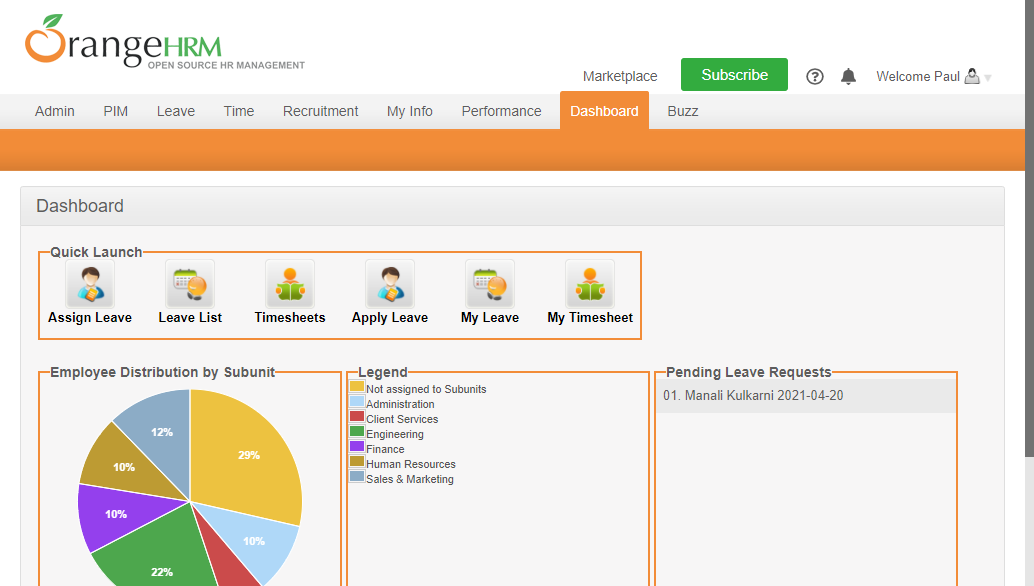 OrangeHRM
OPEN SOURCE HR MANAGEMENT
Marketplace Subscribe ? Welcome Paul
Admin PIM Leave Time Recruitment My Info Performance Dashboard Buzz
Dashboard
Quick Launch
Assign Leave Leave List Timesheets Apply Leave My Leave My Timesheet
Employee Distribution by Subunit
12%
29%
10%
10%
10%
22%
Legend
Not assigned to Subunits
Administration
Client Services
Engineering
Finance
Human Resources
Sales & Marketing
Pending Leave Requests
01. Manali Kulkarni 2021-04-20